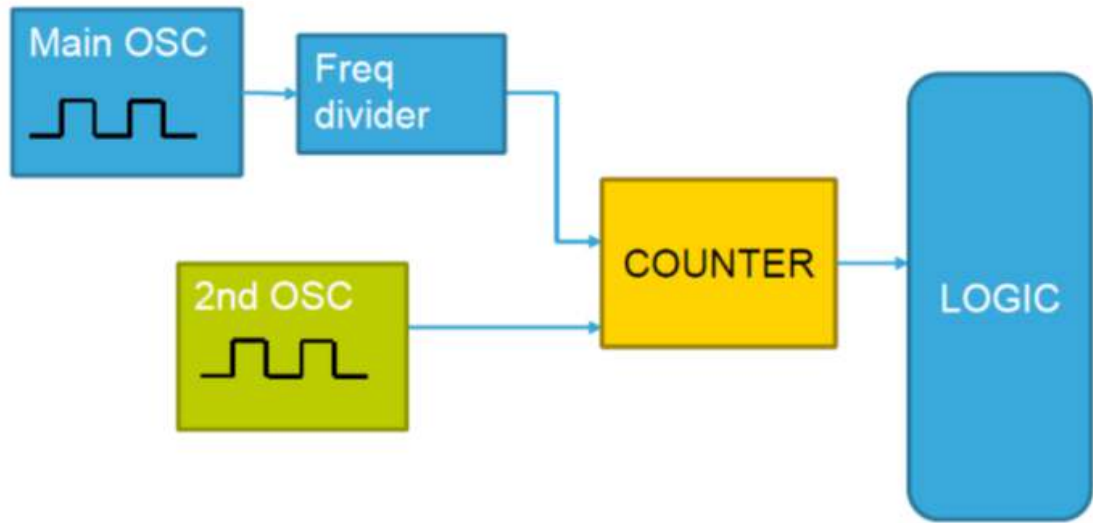 Main OSC
Freq
divider
2nd OSC
COUNTER
LOGIC